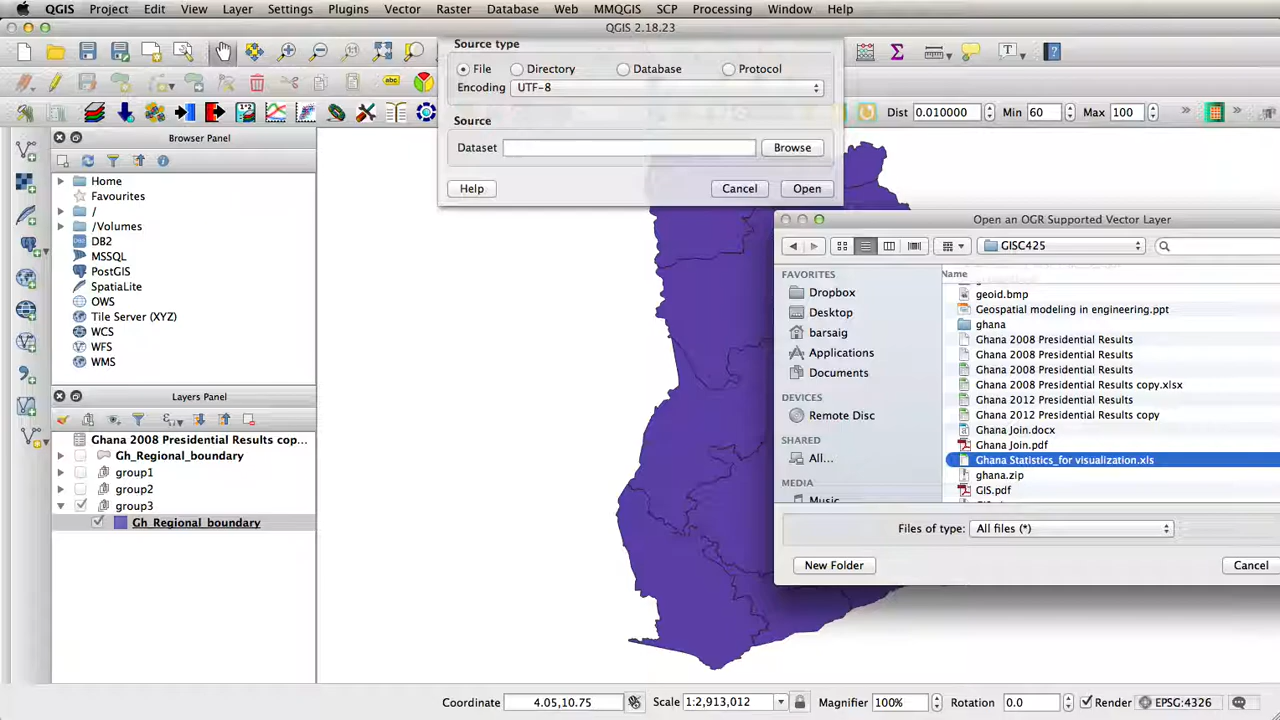 QGIS Project Edit View Layer Settings Plugins Vector Raster Database Web MMQGIS SCP Processing Window Help
QGIS 2.18.23
Source type
File Directory Database Protocol
Encoding UTF-8
abc
Dist 0.010000 Min 60 Max 100
Source
Dataset Browse
Help Cancel Open
Browser Panel
Home
Favourites
/
/Volumes
DB2
MSSQL
PostGIS
SpatiaLite
OWS
Tile Server (XYZ)
WCS
WFS
WMS
Layers Panel
Ghana 2008 Presidential Results cop...
Gh_Regional_boundary
group1
group2
group3
Gh_Regional_boundary
Open an OGR Supported Vector Layer
GISC425
FAVORITES
Dropbox
Desktop
barsaig
Applications
Documents
DEVICES
Remote Disc
SHARED
All...
MEDIA
Music
Name
geoid.bmp
Geospatial modeling in engineering.ppt
ghana
Ghana 2008 Presidential Results
Ghana 2008 Presidential Results
Ghana 2008 Presidential Results
Ghana 2008 Presidential Results copy.xlsx
Ghana 2012 Presidential Results
Ghana 2012 Presidential Results copy
Ghana Join.docx
Ghana Join.pdf
Ghana Statistics_for visualization.xls
ghana.zip
GIS.pdf
Files of type: All files (*)
New Folder Cancel
Coordinate 4.05,10.75 Scale 1:2,913,012 Magnifier 100% Rotation 0.0 Render EPSG:4326